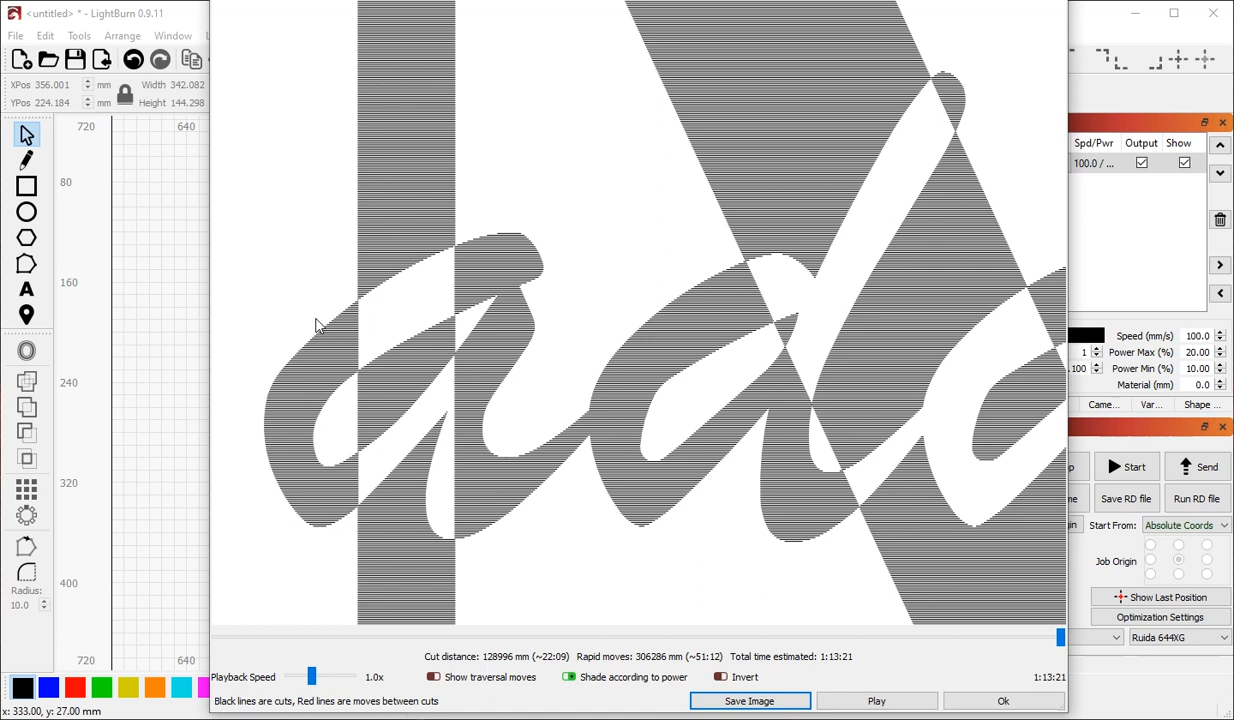 <untitled> * - LightBurn 0.9.11
File Edit Tools Arrange Window
XPos 356.001 mm Width 342.082
YPos 224.184 mm Height 144.298
720 640
80
160
240
320
400
720 640
Radius:
10.0
ad
Cut distance: 128996 mm (~22:09) Rapid moves: 306286 mm (~51:12) Total time estimated: 1:13:21
Playback Speed 1.0x Show traversal moves Shade according to power Invert 1:13:21
Black lines are cuts, Red lines are moves between cuts Save Image Play Ok
x: 333.00, y: 27.00 mm
Spd/Pwr Output Show
100.0 / ...
Speed (mm/s) 100.0
1 Power Max (%) 20.00
.100 Power Min (%) 10.00
Material (mm) 0.0
Came... Var... Shape ...
Start Send
Save RD file Run RD file
Start From: Absolute Coords
Job Origin
Show Last Position
Optimization Settings
Ruida 644XG